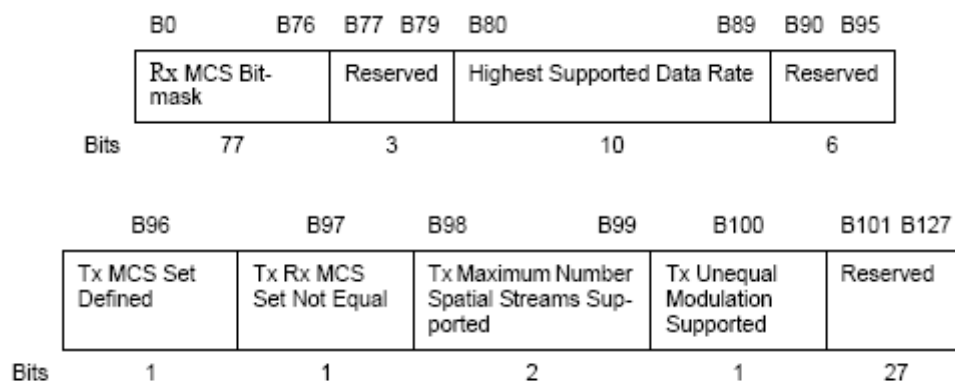 B0 B76 B77 B79 B80 B89 B90 B95
Rx MCS Bit- Reserved Highest Supported Data Rate Reserved
mask
Bits 77 3 10 6
B96 B97 B98 B99 B100 B101 B127
Tx MCS Set Tx Rx MCS Tx Maximum Number Tx Unequal Reserved
Defined Set Not Equal Spatial Streams Sup- Modulation
ported Supported
Bits 1 1 2 1 27